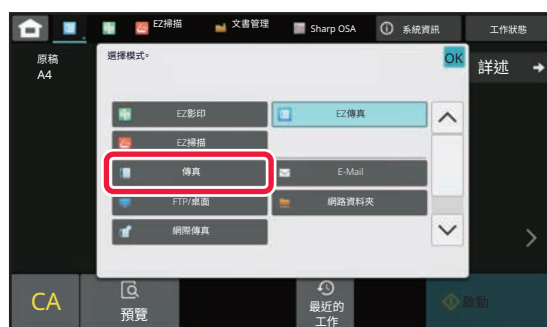 EZ掃描
文書管理
Sharp OSA
系統資訊
工作狀態
原稿
A4
選擇模式。
OK
詳述
EZ影印
EZ傳真
EZ掃描
傳真
E-Mail
FTP/桌面
網路資料夾
網際傳真
CA
預覽
最近的
工作
啟動